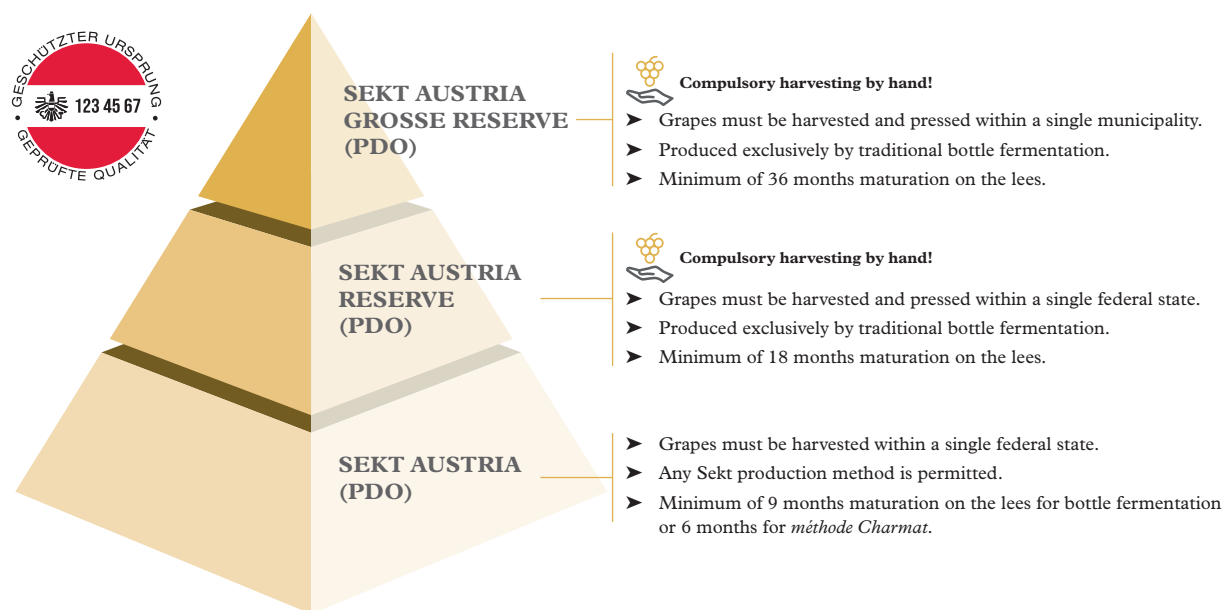 GESCHÜTZTER URSPRUNG
123 45 67
GEPRÜFTE QUALITÄT
SEKT AUSTRIA
GROSSE RESERVE
(PDO)
Compulsory harvesting by hand!
➤ Grapes must be harvested and pressed within a single municipality.
➤ Produced exclusively by traditional bottle fermentation.
➤ Minimum of 36 months maturation on the lees.
SEKT AUSTRIA
RESERVE
(PDO)
Compulsory harvesting by hand!
➤ Grapes must be harvested and pressed within a single federal state.
➤ Produced exclusively by traditional bottle fermentation.
➤ Minimum of 18 months maturation on the lees.
SEKT AUSTRIA
(PDO)
➤ Grapes must be harvested within a single federal state.
➤ Any Sekt production method is permitted.
➤ Minimum of 9 months maturation on the lees for bottle fermentation
or 6 months for méthode Charmat.